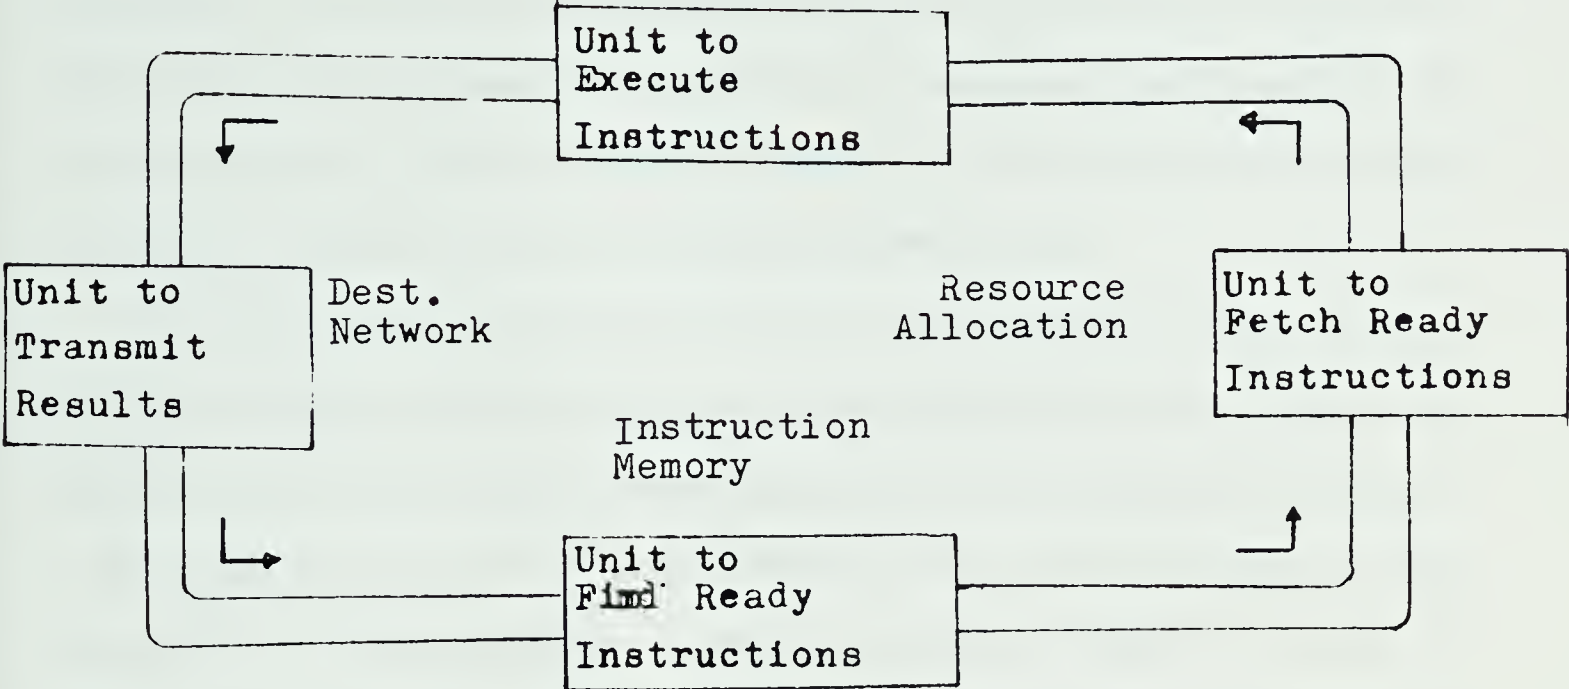 Unit to
Execute
Instructions
Unit to
Transmit
Results
Dest.
Network
Resource
Allocation
Unit to
Fetch Ready
Instructions
Instruction
Memory
Unit to
Find Ready
Instructions